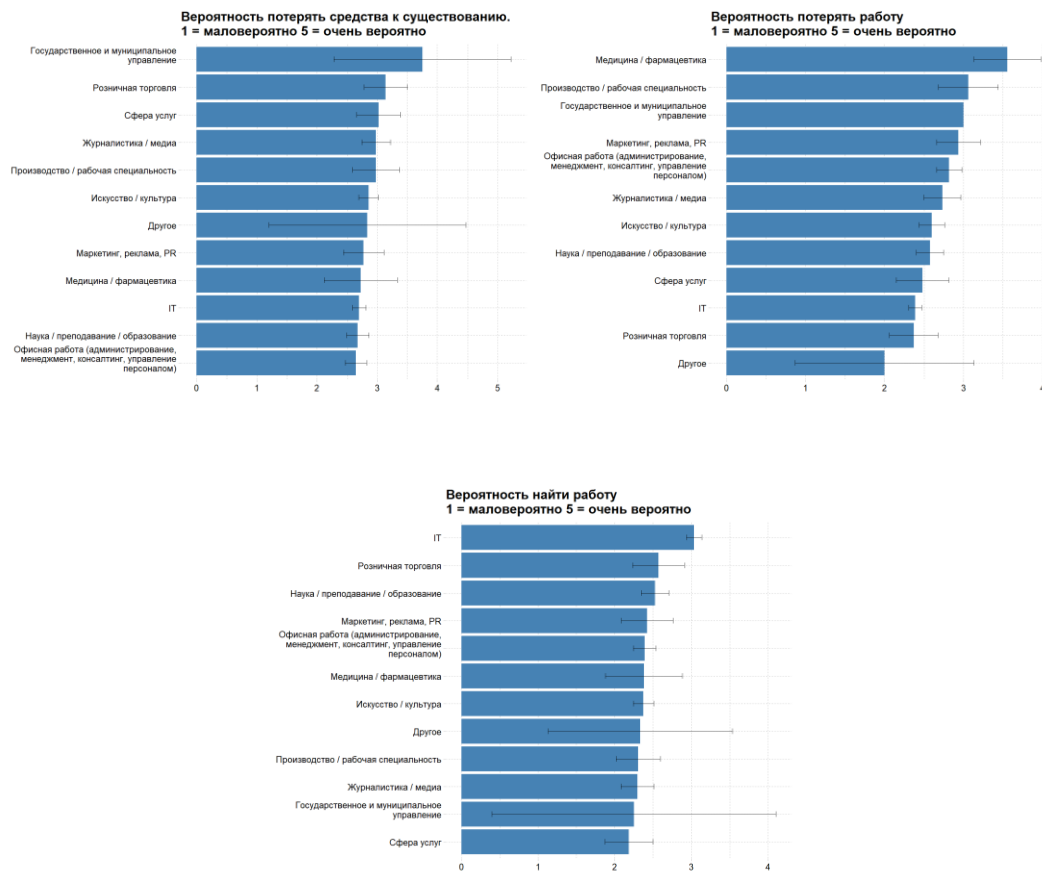 Вероятность потерять средства к существованию.
1 = маловероятно 5 = очень вероятно
Государственное и муниципальное
управление
Розничная торговля
Сфера услуг
Журналистика / медиа
Производство / рабочая специальность
Искусство / культура
Другое
Маркетинг, реклама, PR
Медицина / фармацевтика
IT
Наука / преподавание / образование
Офисная работа (администрирование,
менеджмент, консалтинг, управление
персоналом)
0 1 2 3 4 5
Вероятность потерять работу
1 = маловероятно 5 = очень вероятно
Медицина / фармацевтика
Производство / рабочая специальность
Государственное и муниципальное
управление
Маркетинг, реклама, PR
Офисная работа (администрирование,
менеджмент, консалтинг, управление
персоналом)
Журналистика / медиа
Искусство / культура
Наука / преподавание / образование
Сфера услуг
IT
Розничная торговля
Другое
0 1 2 3 4
Вероятность найти работу
1 = маловероятно 5 = очень вероятно
IT
Розничная торговля
Наука / преподавание / образование
Маркетинг, реклама, PR
Офисная работа (администрирование,
менеджмент, консалтинг, управление
персоналом)
Медицина / фармацевтика
Искусство / культура
Другое
Производство / рабочая специальность
Журналистика / медиа
Государственное и муниципальное
управление
Сфера услуг
0 1 2 3 4